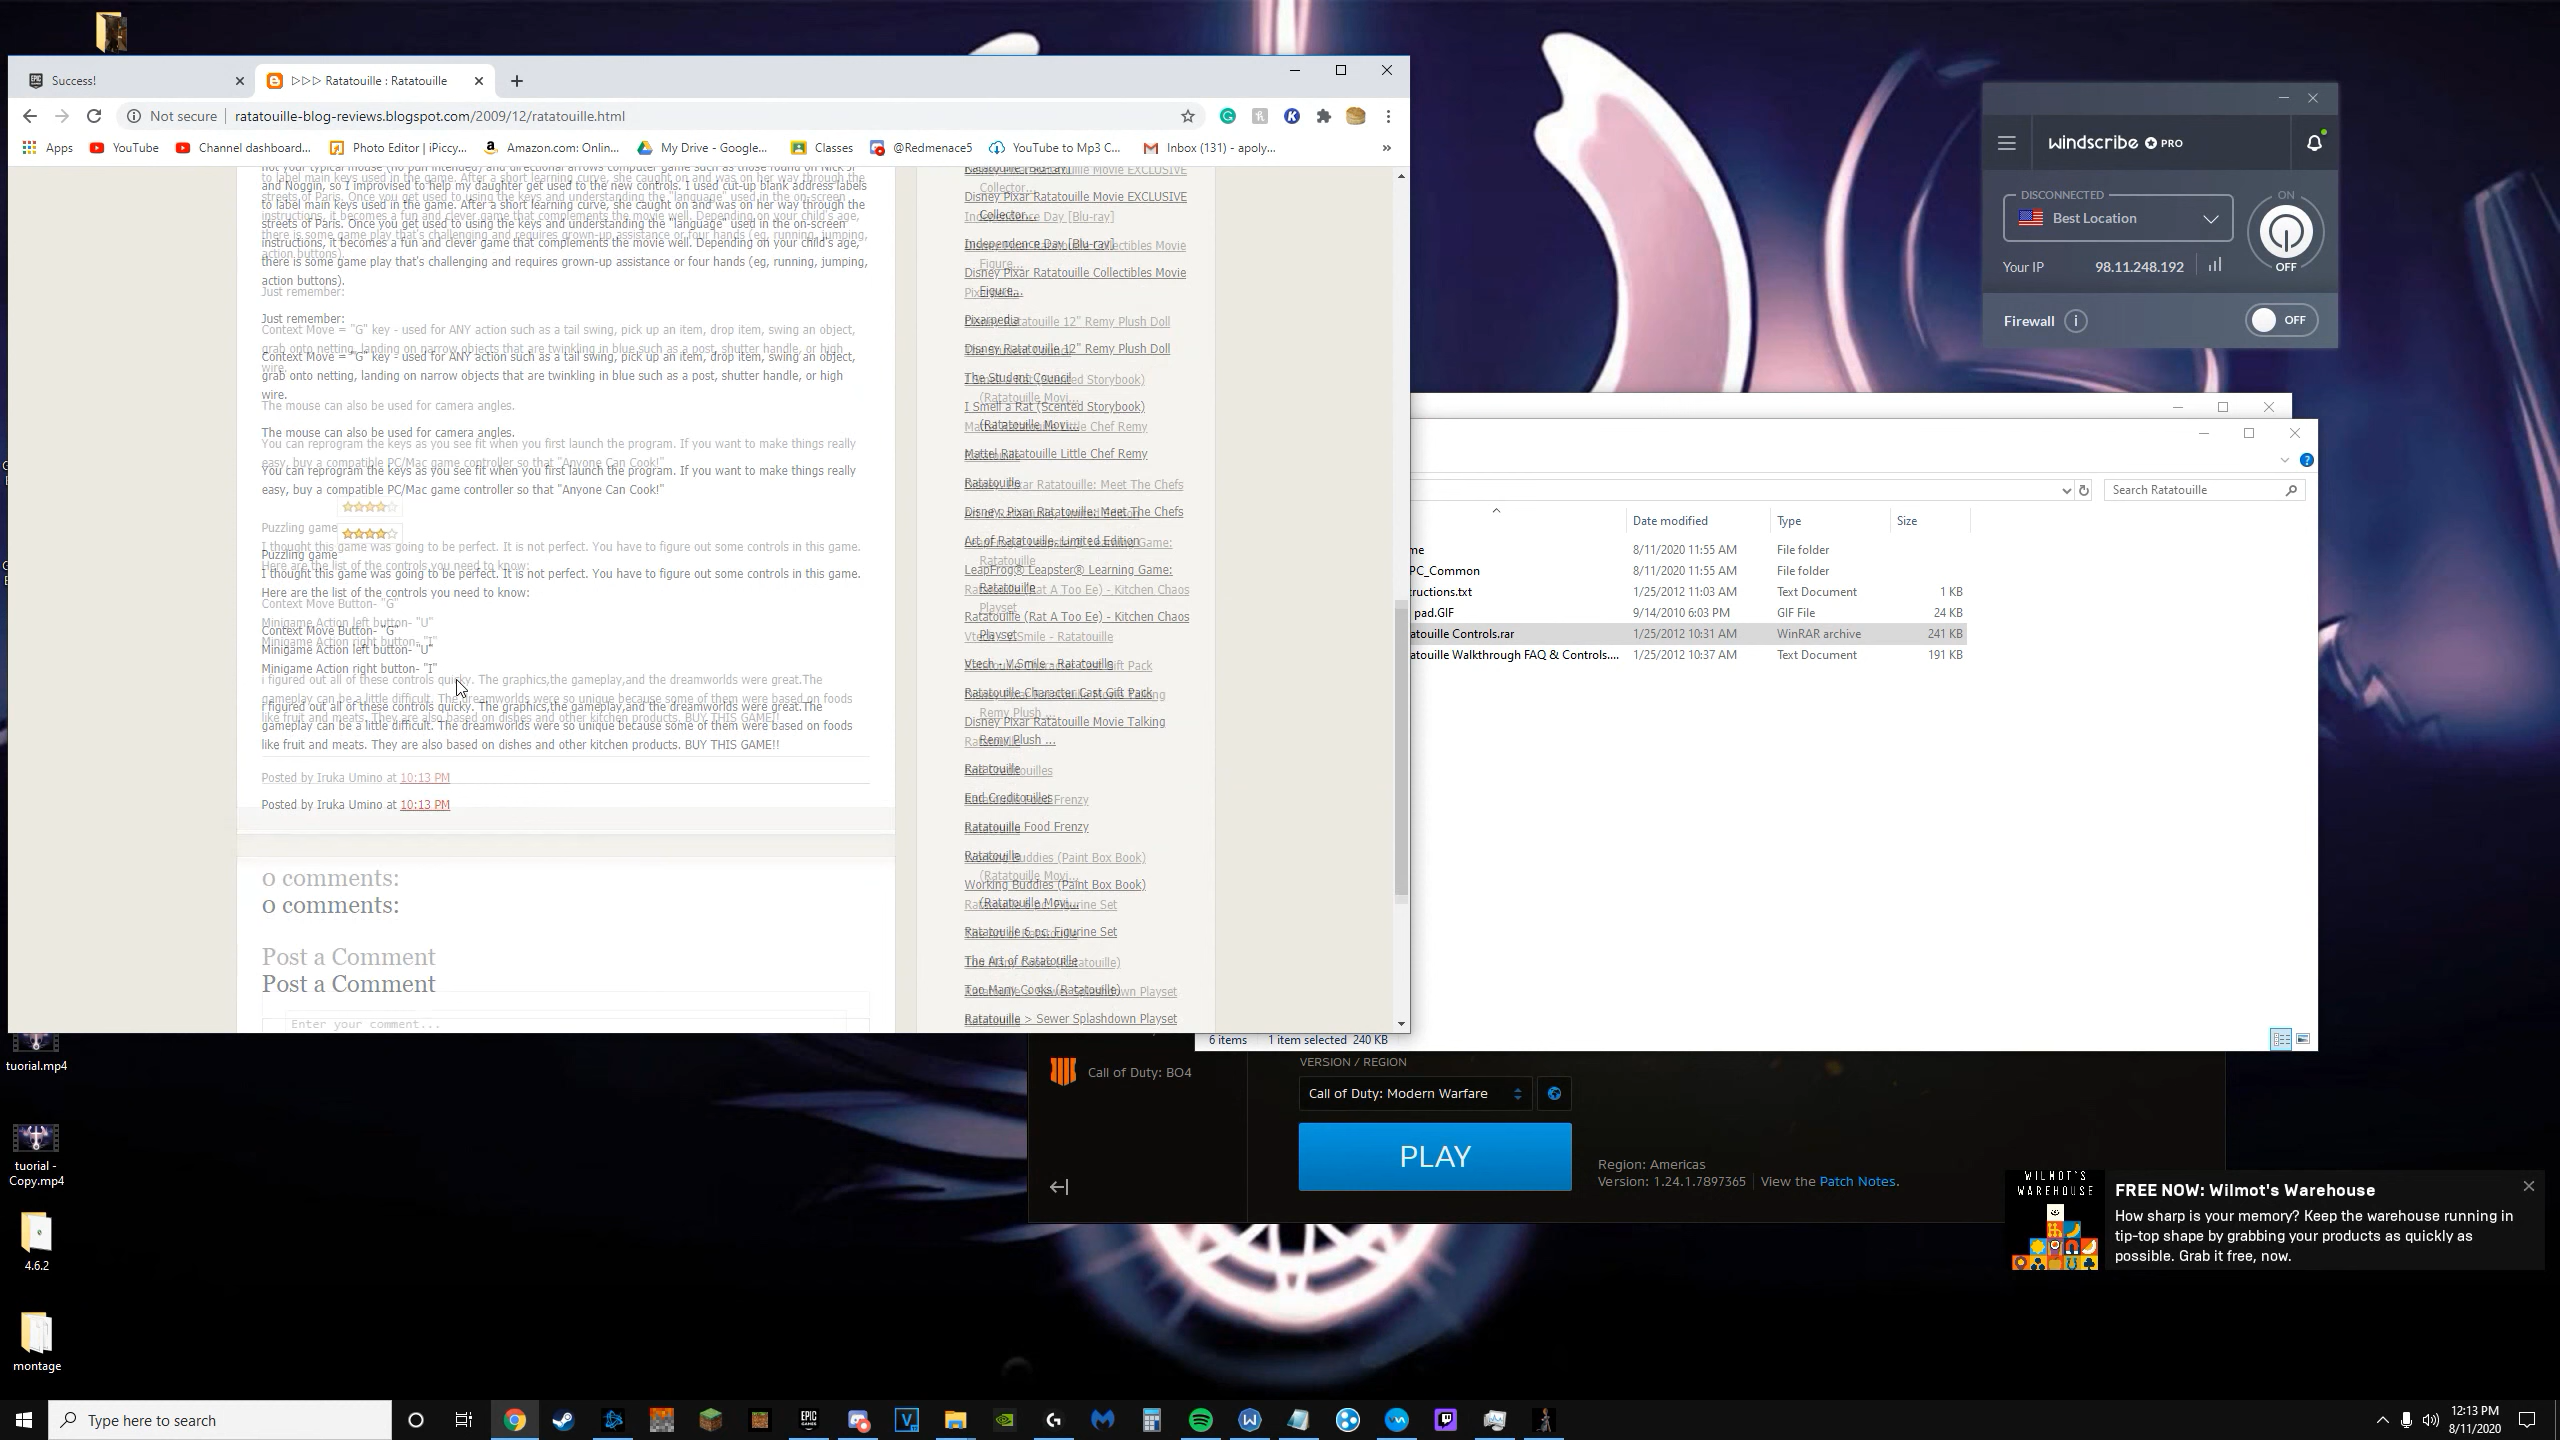 Success!
▷▷▷ Ratatouille : Ratatouille
Not secure
ratatouille-blog-reviews.blogspot.com/2009/12/ratatouille.html
Apps
YouTube
Channel dashboard...
Photo Editor | iPiccy...
Amazon.com: Onlin...
My Drive - Google...
Classes
@Redmenace5
YouTube to Mp3 C...
Inbox (131) - apoly...
»
and Noggin, so I improvised to help my daughter get used to the new controls. I used cut-up blank address labels
to label main keys used in the game. After a short learning curve, she caught on and was on her way through the
streets of Paris. Once you get used to using the keys and understanding the "language" used in the on-screen
instructions, it becomes a fun and clever game that complements the movie well. Depending on your child's age,
there is some game play that's challenging and requires grown-up assistance or four hands (eg, running, jumping,
action buttons).
Just remember:
Context Move = "G" key - used for ANY action such as a tail swing, pick up an item, drop item, swing an object,
grab onto netting, landing on narrow objects that are twinkling in blue such as a post, shutter handle, or high
wire.
The mouse can also be used for camera angles.
You can reprogram the keys as you see fit when you first launch the program. If you want to make things really
easy, buy a compatible PC/Mac game controller so that "Anyone Can Cook!"
Puzzling game
I thought this game was going to be perfect. It is not perfect. You have to figure out some controls in this game.
Here are the list of the controls you need to know:
Context Move Button- "G"
Minigame Action left button- "U"
Minigame Action right button- "I"
i figured out all of these controls quicky. The graphics,the gameplay,and the dreamworlds were great.The
gameplay can be a little difficult. The dreamworlds were so unique because some of them were based on foods
like fruit and meats. They are also based on dishes and other kitchen products. BUY THIS GAME!!
Posted by Iruka Umino at 10:13 PM
0 comments:
Post a Comment
Enter your comment...
Disney Pixar Ratatouille Movie EXCLUSIVE
Collector...
Independence Day [Blu-ray]
Disney Pixar Ratatouille Collectibles Movie
Figure...
Pixarpedia
Disney Ratatouille 12" Remy Plush Doll
The Student Council
I Smell a Rat (Scented Storybook)
(Ratatouille Movi...
Mattel Ratatouille Little Chef Remy
Ratatouille
Disney, Pixar Ratatouille: Meet The Chefs
Art of Ratatouille, Limited Edition
LeapFrog® Leapster® Learning Game:
Ratatouille
Ratatouille (Rat A Too Ee) - Kitchen Chaos
Playset
Vtech - V.Smile - Ratatouille
Ratatouille Character Cast Gift Pack
Disney Pixar Ratatouille Movie Talking
Remy Plush ...
Ratatouille
End Creditouilles
Ratatouille Food Frenzy
Ratatouille
Working Buddies (Paint Box Book)
(Ratatouille Movi...
Ratatouille 6 pc. Figurine Set
The Art of Ratatouille
Too Many Cooks (Ratatouille)
Ratatouille > Sewer Splashdown Playset
windscribe PRO
DISCONNECTED
Best Location
ON
OFF
Your IP 98.11.248.192
Firewall
OFF
Search Ratatouille
Date modified Type Size
me 8/11/2020 11:55 AM File folder
PC_Common 8/11/2020 11:55 AM File folder
tructions.txt 1/25/2012 11:03 AM Text Document 1 KB
pad.GIF 9/14/2010 6:03 PM GIF File 24 KB
atouille Controls.rar 1/25/2012 10:31 AM WinRAR archive 241 KB
atouille Walkthrough FAQ & Controls.... 1/25/2012 10:37 AM Text Document 191 KB
6 items 1 item selected 240 KB
Call of Duty: BO4
VERSION / REGION
Call of Duty: Modern Warfare
PLAY
Region: Americas
Version: 1.24.1.7897365 View the Patch Notes.
WILMOT'S
WAREHOUSE
FREE NOW: Wilmot's Warehouse
How sharp is your memory? Keep the warehouse running in
tip-top shape by grabbing your products as quickly as
possible. Grab it free, now.
tuorial.mp4
tuorial -
Copy.mp4
4.6.2
montage
Type here to search
12:13 PM
8/11/2020